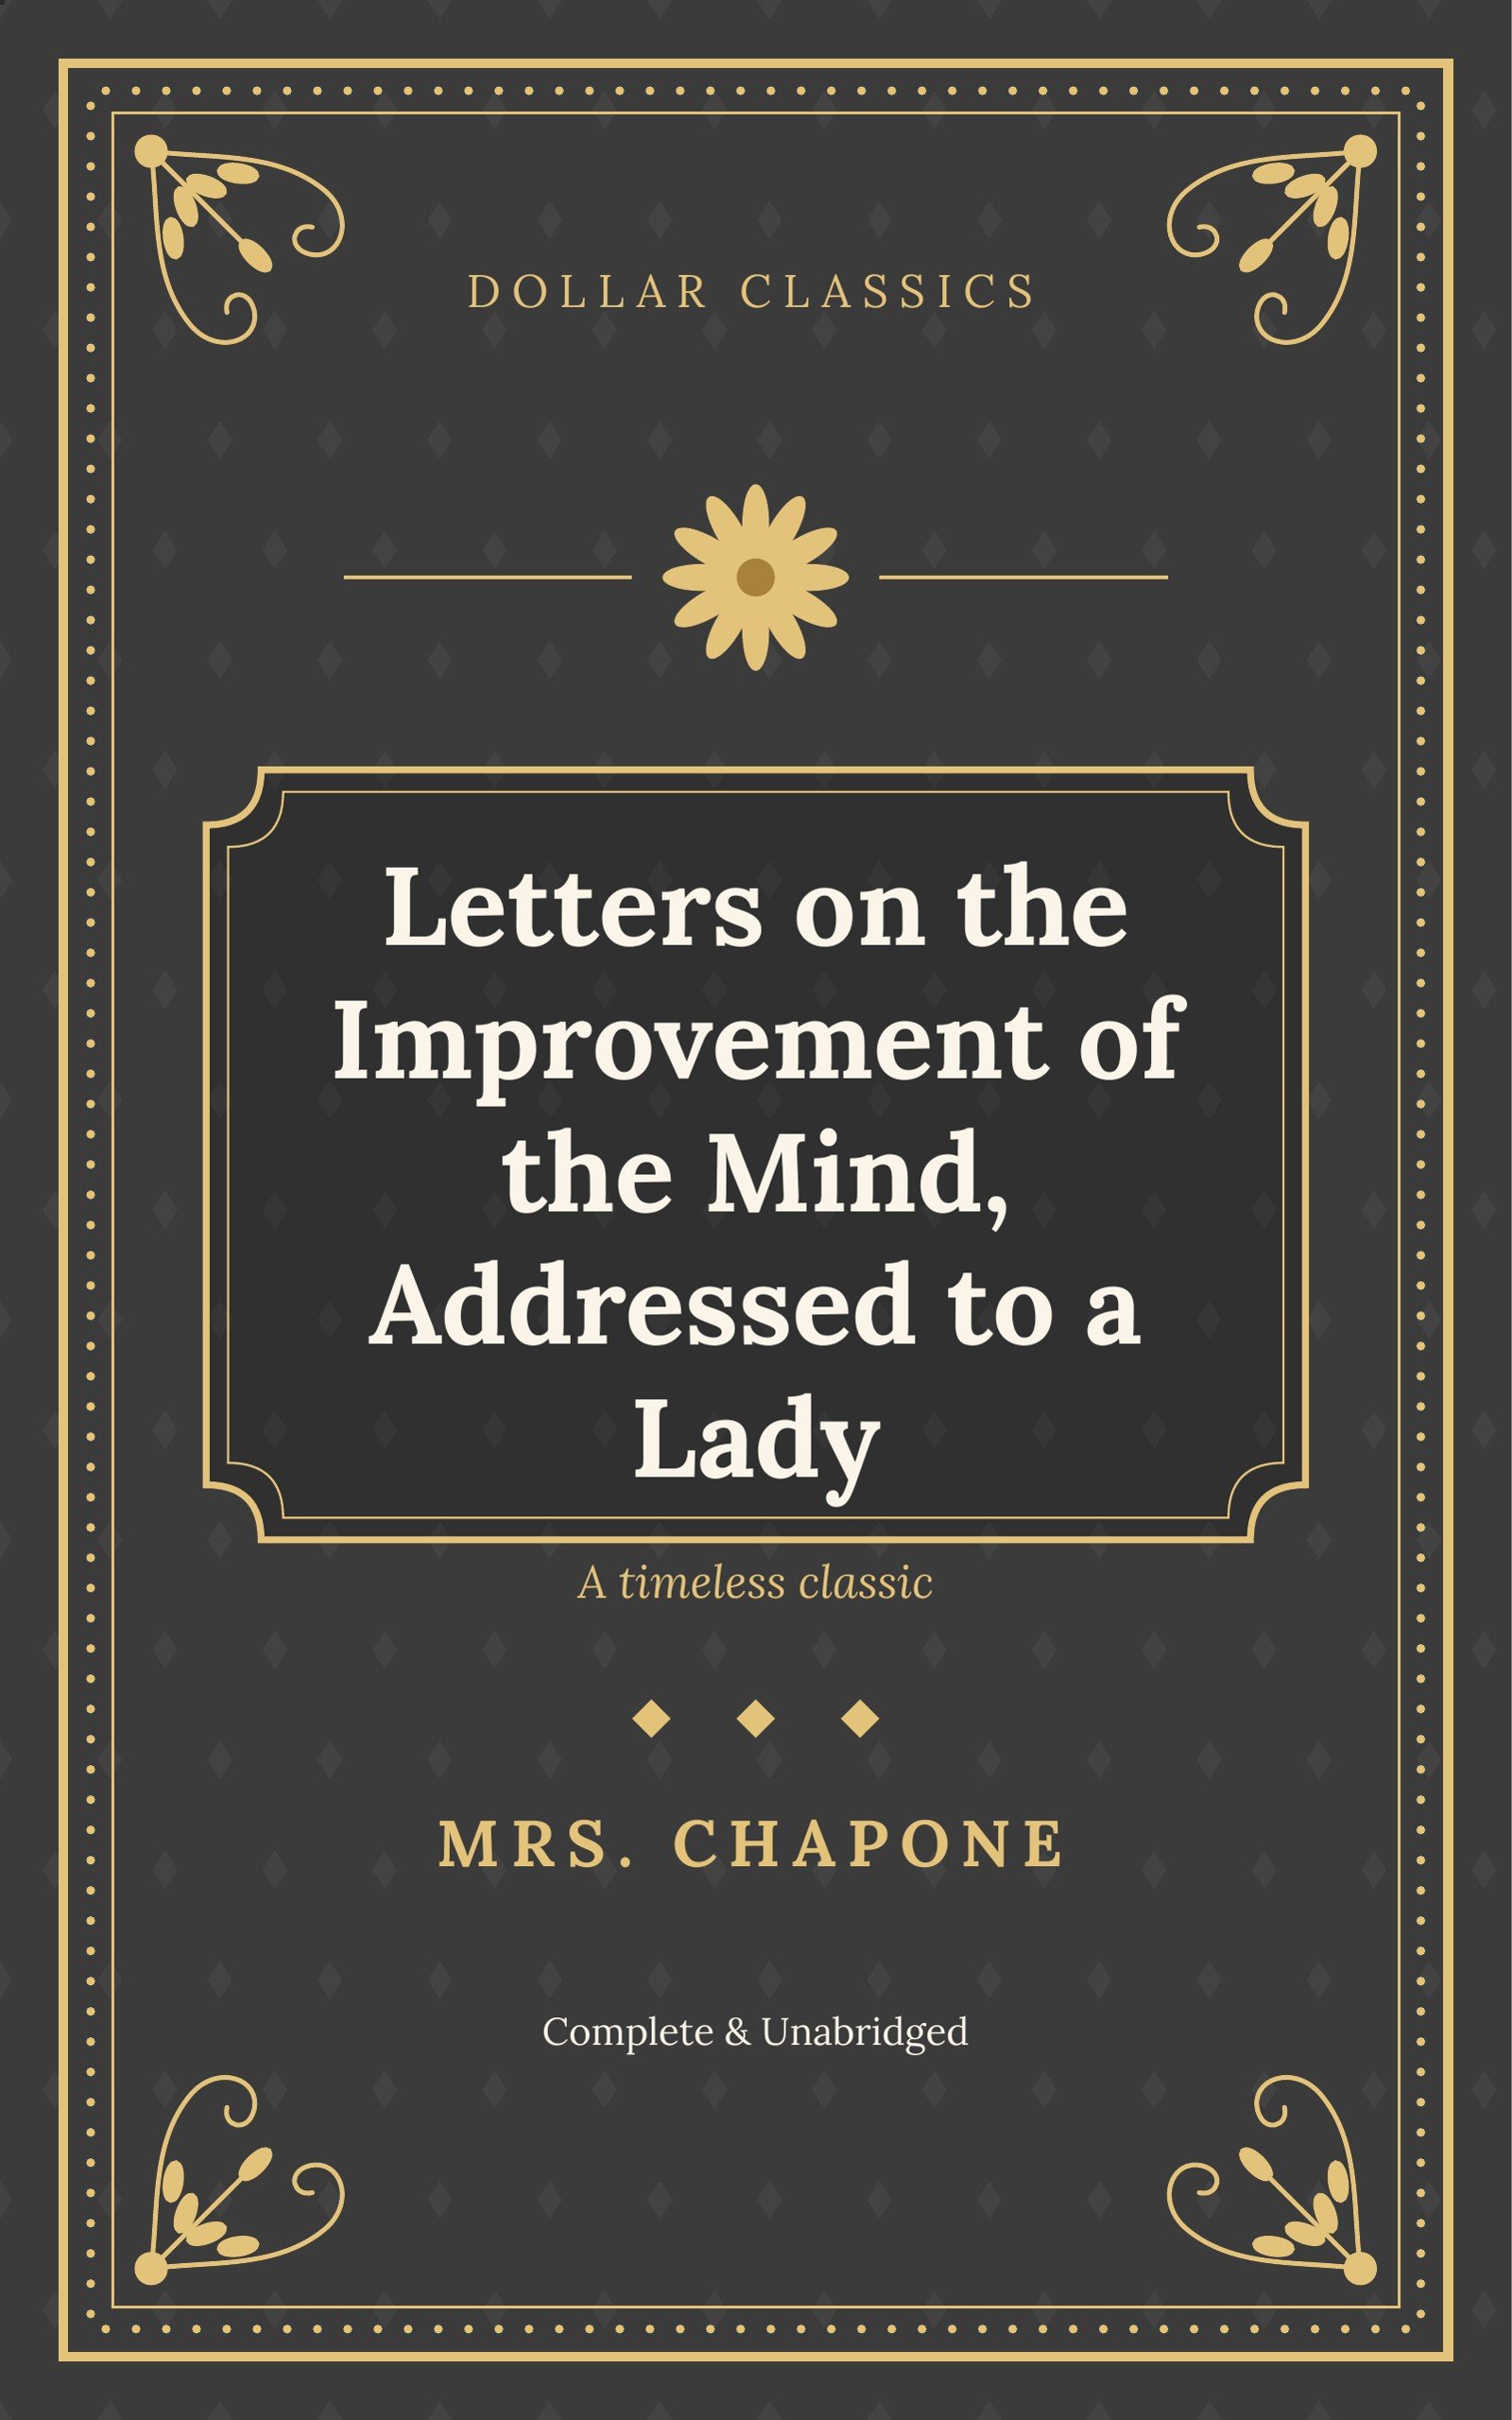 DOLLAR CLASSICS
Letters on the
Improvement of
the Mind,
Addressed to a
Lady
A timeless classic
MRS. CHAPONE
Complete & Unabridged